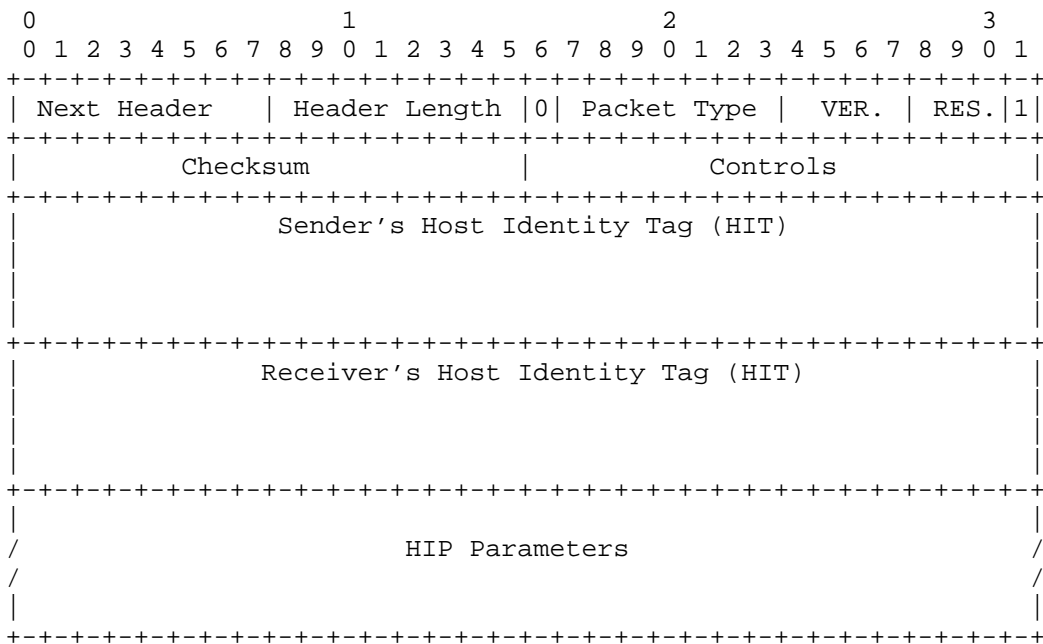 0                   1                   2                   3
 0 1 2 3 4 5 6 7 8 9 0 1 2 3 4 5 6 7 8 9 0 1 2 3 4 5 6 7 8 9 0 1
+-+-+-+-+-+-+-+-+-+-+-+-+-+-+-+-+-+-+-+-+-+-+-+-+-+-+-+-+-+-+-+-+
| Next Header   | Header Length |0| Packet Type |  VER. | RES.|1|
+-+-+-+-+-+-+-+-+-+-+-+-+-+-+-+-+-+-+-+-+-+-+-+-+-+-+-+-+-+-+-+-+
|          Checksum             |           Controls            |
+-+-+-+-+-+-+-+-+-+-+-+-+-+-+-+-+-+-+-+-+-+-+-+-+-+-+-+-+-+-+-+-+
|                Sender’s Host Identity Tag (HIT)               |
|                                                               |
|                                                               |
|                                                               |
+-+-+-+-+-+-+-+-+-+-+-+-+-+-+-+-+-+-+-+-+-+-+-+-+-+-+-+-+-+-+-+-+
|               Receiver’s Host Identity Tag (HIT)              |
|                                                               |
|                                                               |
|                                                               |
+-+-+-+-+-+-+-+-+-+-+-+-+-+-+-+-+-+-+-+-+-+-+-+-+-+-+-+-+-+-+-+-+
|                                                               |
/                        HIP Parameters                         /
/                                                               /
|                                                               |
+-+-+-+-+-+-+-+-+-+-+-+-+-+-+-+-+-+-+-+-+-+-+-+-+-+-+-+-+-+-+-+-+